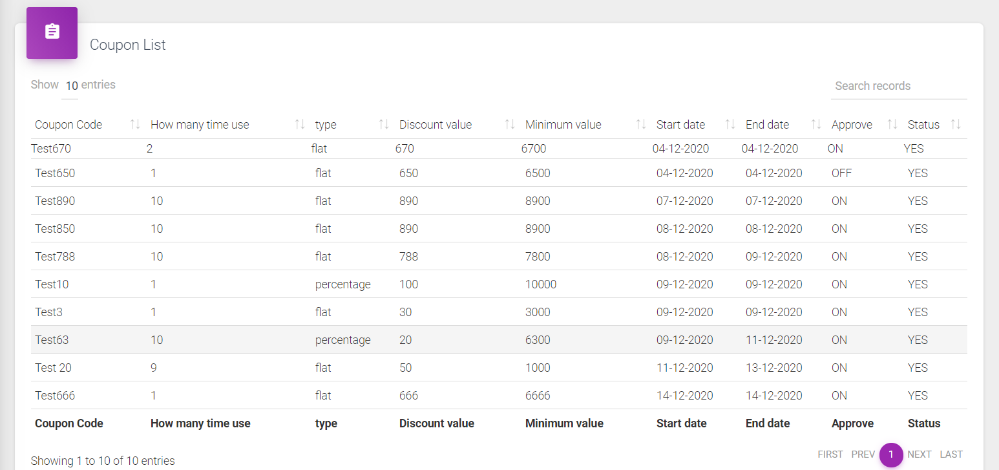 Coupon List
Show 10 entries Search records
Coupon Code How many time use type Discount value Minimum value Start date End date Approve Status
Test670 2 flat 670 6700 04-12-2020 04-12-2020 ON YES
Test650 1 flat 650 6500 04-12-2020 04-12-2020 OFF YES
Test890 10 flat 890 8900 07-12-2020 07-12-2020 ON YES
Test850 10 flat 890 8900 08-12-2020 08-12-2020 ON YES
Test788 10 flat 788 7800 08-12-2020 09-12-2020 ON YES
Test10 1 percentage 100 10000 09-12-2020 09-12-2020 ON YES
Test3 1 flat 30 3000 09-12-2020 09-12-2020 ON YES
Test63 10 percentage 20 6300 09-12-2020 11-12-2020 ON YES
Test 20 9 flat 50 1000 11-12-2020 13-12-2020 ON YES
Test666 1 flat 666 6666 14-12-2020 14-12-2020 ON YES
Coupon Code How many time use type Discount value Minimum value Start date End date Approve Status
Showing 1 to 10 of 10 entries FIRST PREV 1 NEXT LAST